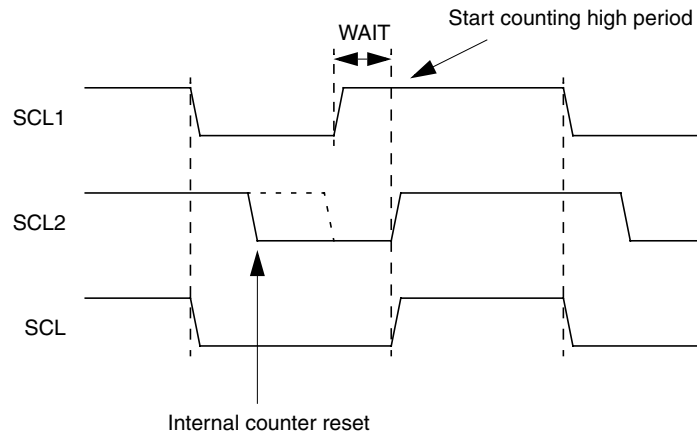 Start counting high period
WAIT
SCL1
SCL2
SCL
Internal counter reset